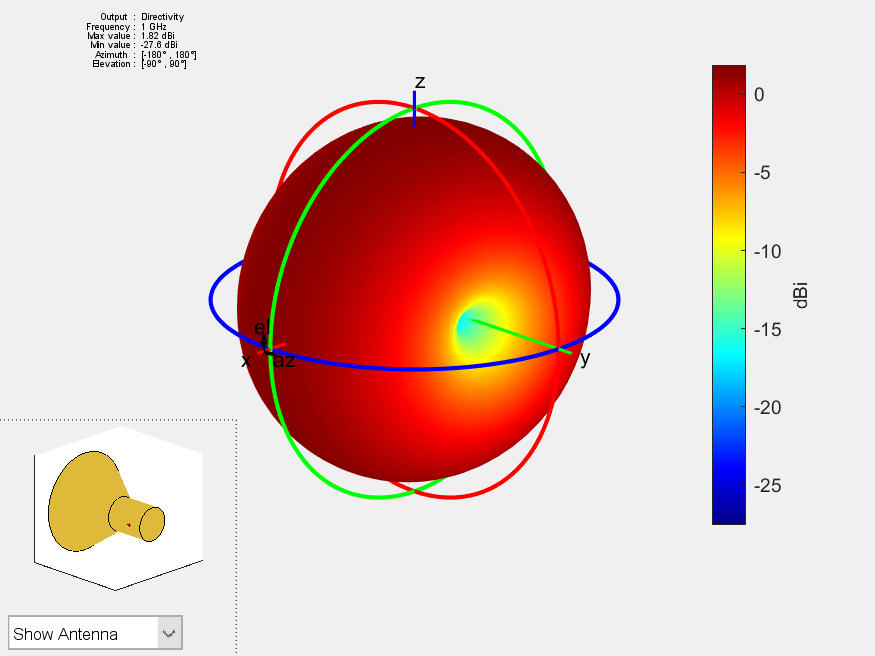 Output : Directivity
Frequency : 1 GHz
Max value : 1.82 dBi
Min value : -27.6 dBi
Azimuth : [-180° , 180°]
Elevation : [-90° , 90°]
z
0
-5
-10
-15
-20
-25
dBi
el
x
az
y
Show Antenna